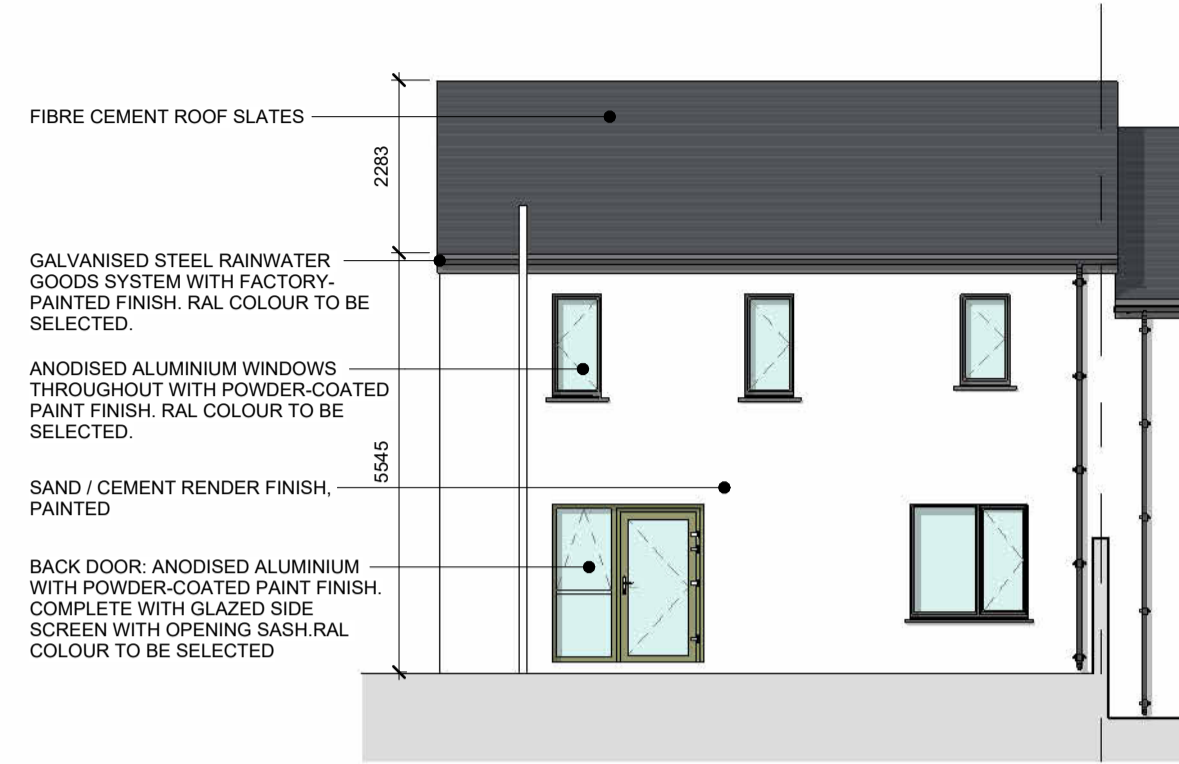 FIBRE CEMENT ROOF SLATES
2283
GALVANISED STEEL RAINWATER
GOODS SYSTEM WITH FACTORY-
PAINTED FINISH. RAL COLOUR TO BE
SELECTED.
ANODISED ALUMINIUM WINDOWS
THROUGHOUT WITH POWDER-COATED
PAINT FINISH. RAL COLOUR TO BE
SELECTED.
5545
SAND / CEMENT RENDER FINISH,
PAINTED
BACK DOOR: ANODISED ALUMINIUM
WITH POWDER-COATED PAINT FINISH.
COMPLETE WITH GLAZED SIDE
SCREEN WITH OPENING SASH.RAL
COLOUR TO BE SELECTED